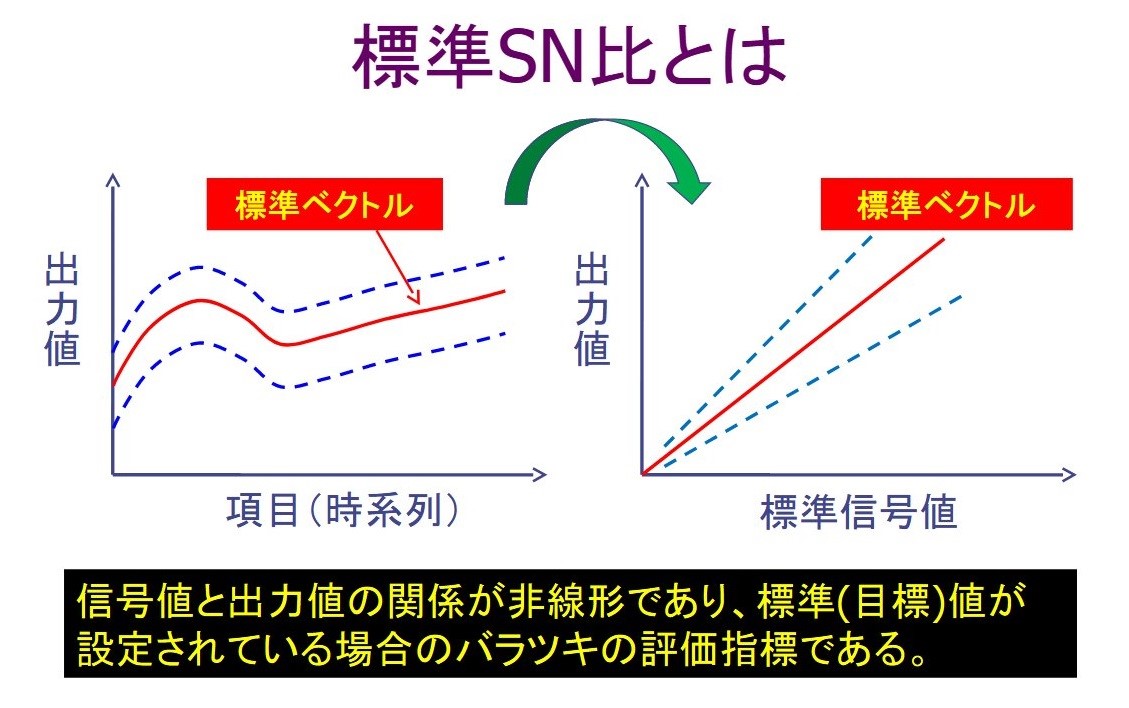 標準SN比とは
標準ベクトル
出力値
項目(時系列)
標準ベクトル
出力値
標準信号値
信号値と出力値の関係が非線形であり、標準(目標)値が
設定されている場合のバラツキの評価指標である。